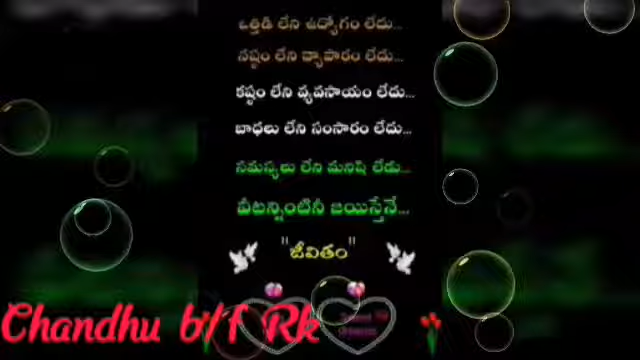 ఒత్తిడి లేని ఉద్యోగం లేదు...
నష్టం లేని వ్యాపారం లేదు...
కష్టం లేని వ్యవసాయం లేదు...
బాధలు లేని సంసారం లేదు...
సమస్యలు లేని మనిషి లేడు...
వీటన్నింటినీ జయిస్తేనే...
"జీవితం"
Chandhu b/f Rk